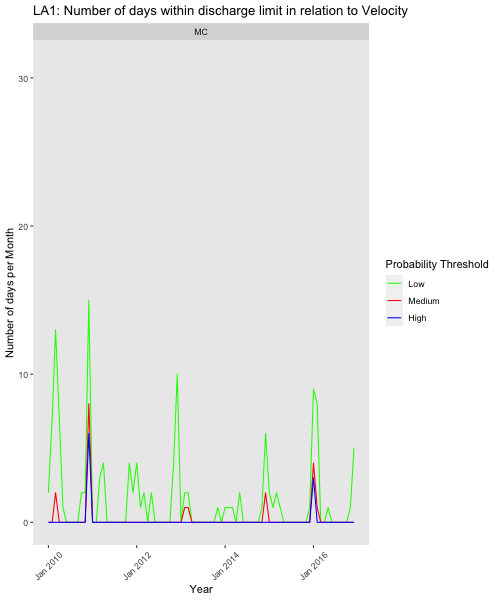 LA1: Number of days within discharge limit in relation to Velocity
MC
30
20
10
0
Number of days per Month
Jan 2010
Jan 2012
Jan 2014
Jan 2016
Year
Probability Threshold
Low
Medium
High